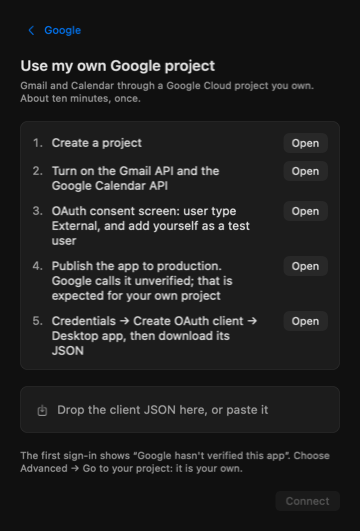 Google
Use my own Google project
Gmail and Calendar through a Google Cloud project you own.
About ten minutes, once.
1. Create a project Open
2. Turn on the Gmail API and the Open
Google Calendar API
3. OAuth consent screen: user type Open
External, and add yourself as a test
user
4. Publish the app to production. Open
Google calls it unverified; that is
expected for your own project
5. Credentials → Create OAuth client → Open
Desktop app, then download its
JSON
Drop the client JSON here, or paste it
The first sign-in shows “Google hasn't verified this app”. Choose
Advanced → Go to your project: it is your own.
Connect